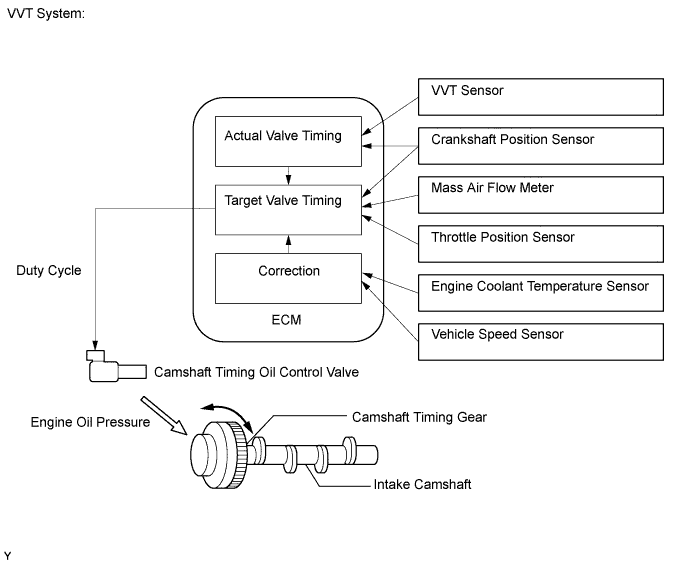 VVT System:
VVT Sensor
Actual Valve Timing
Crankshaft Position Sensor
Target Valve Timing
Mass Air Flow Meter
Throttle Position Sensor
Duty Cycle
Correction
Engine Coolant Temperature Sensor
ECM
Vehicle Speed Sensor
Camshaft Timing Oil Control Valve
Engine Oil Pressure
Camshaft Timing Gear
Intake Camshaft
Y